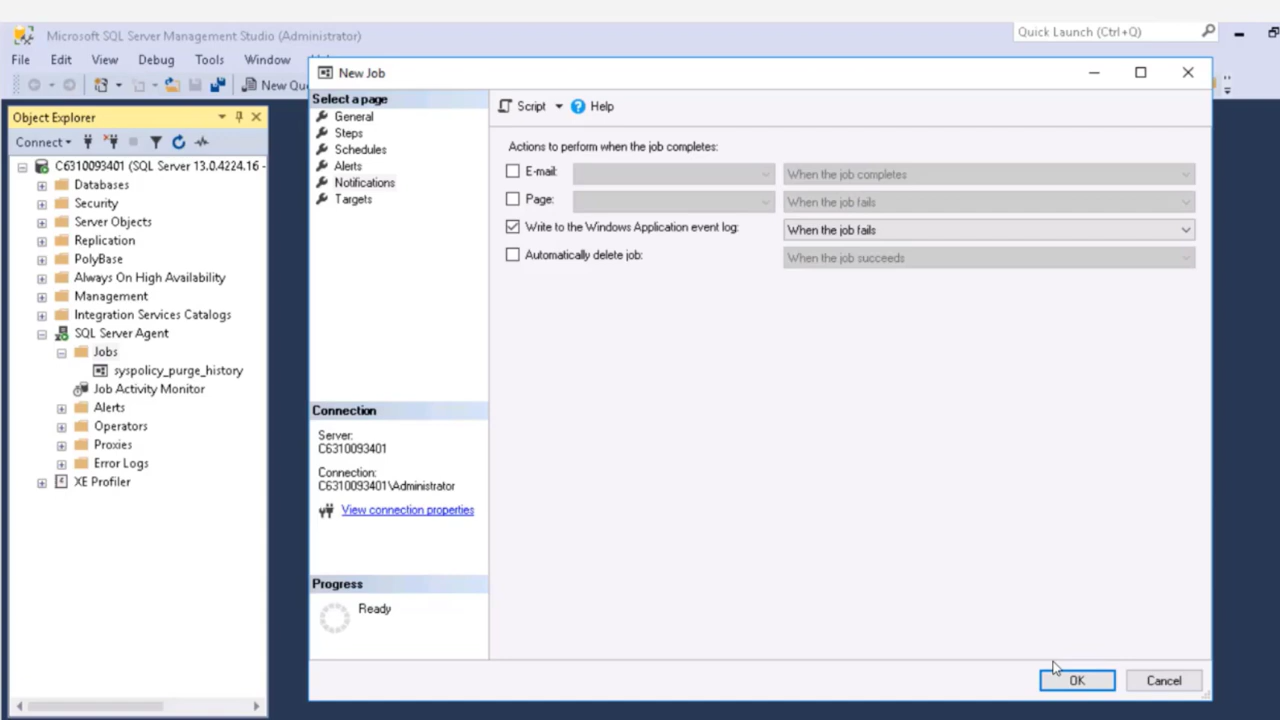 Microsoft SQL Server Management Studio (Administrator)
Quick Launch (Ctrl+Q)
File Edit View Debug Tools Window
New
New Job
Object Explorer
Connect
C6310093401 (SQL Server 13.0.4224.16 -
Databases
Security
Server Objects
Replication
PolyBase
Always On High Availability
Management
Integration Services Catalogs
SQL Server Agent
Jobs
syspolicy_purge_history
Job Activity Monitor
Alerts
Operators
Proxies
Error Logs
XE Profiler
Select a page
General
Steps
Schedules
Alerts
Notifications
Targets
Connection
Server:
C6310093401
Connection:
C6310093401\Administrator
View connection properties
Progress
Ready
Script Help
Actions to perform when the job completes:
E-mail: When the job completes
Page: When the job fails
Write to the Windows Application event log: When the job fails
Automatically delete job: When the job succeeds
OK Cancel